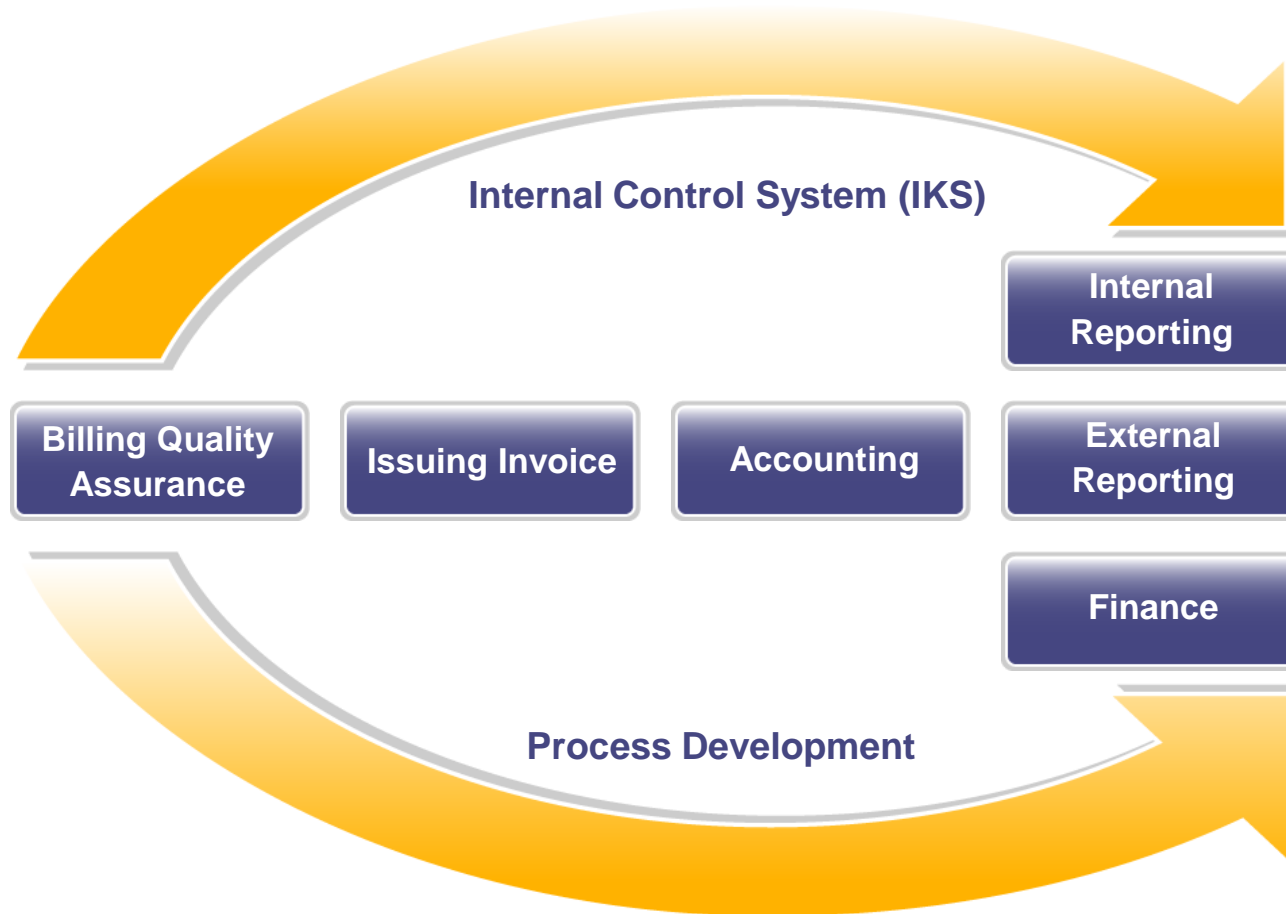 Internal Control System (IKS)
Internal
Reporting
Billing Quality
Assurance
Issuing Invoice
Accounting
External
Reporting
Finance
Process Development